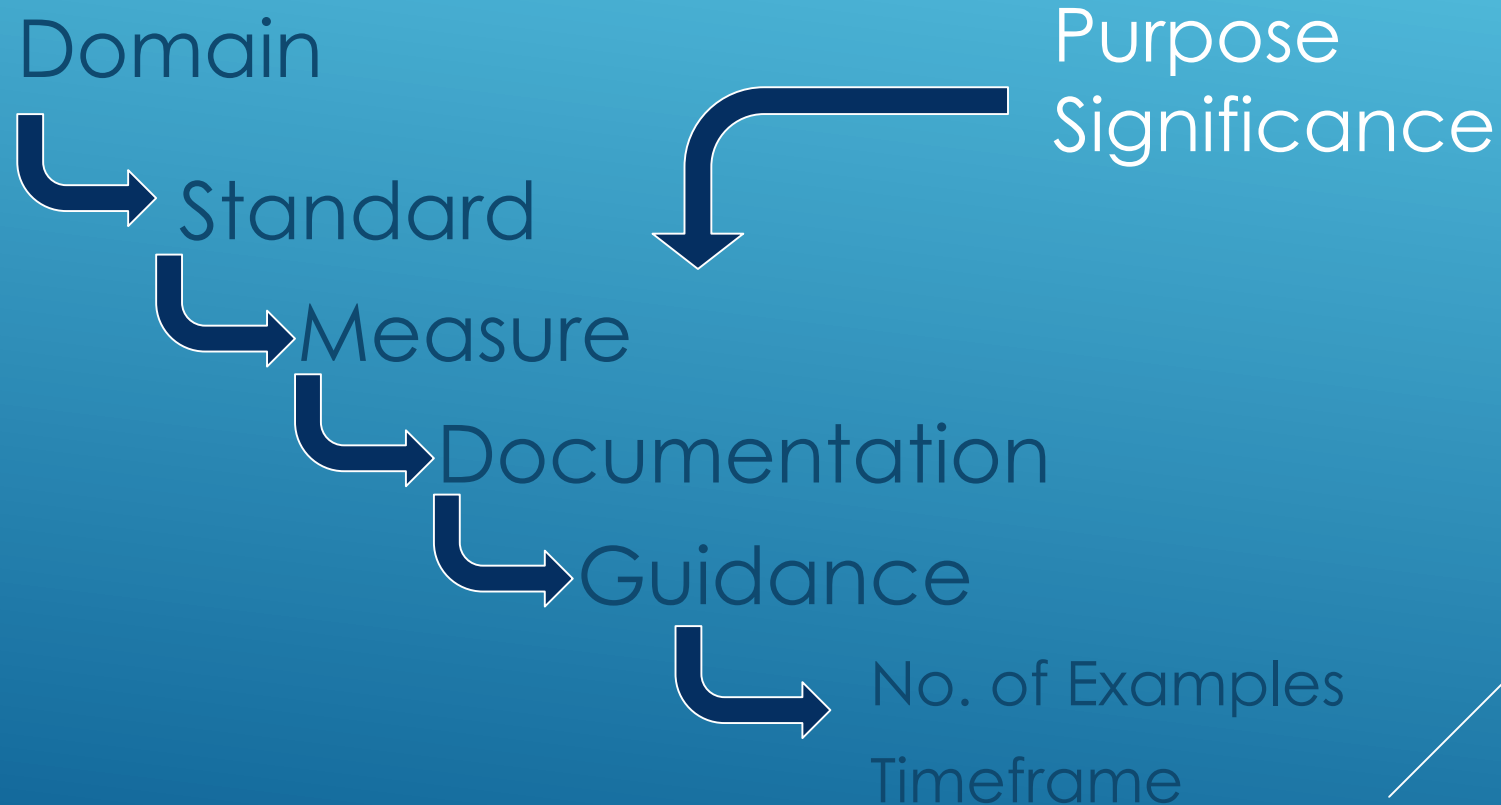 Domain
Purpose
Significance
Standard
Measure
Documentation
Guidance
No. of Examples
Timeframe